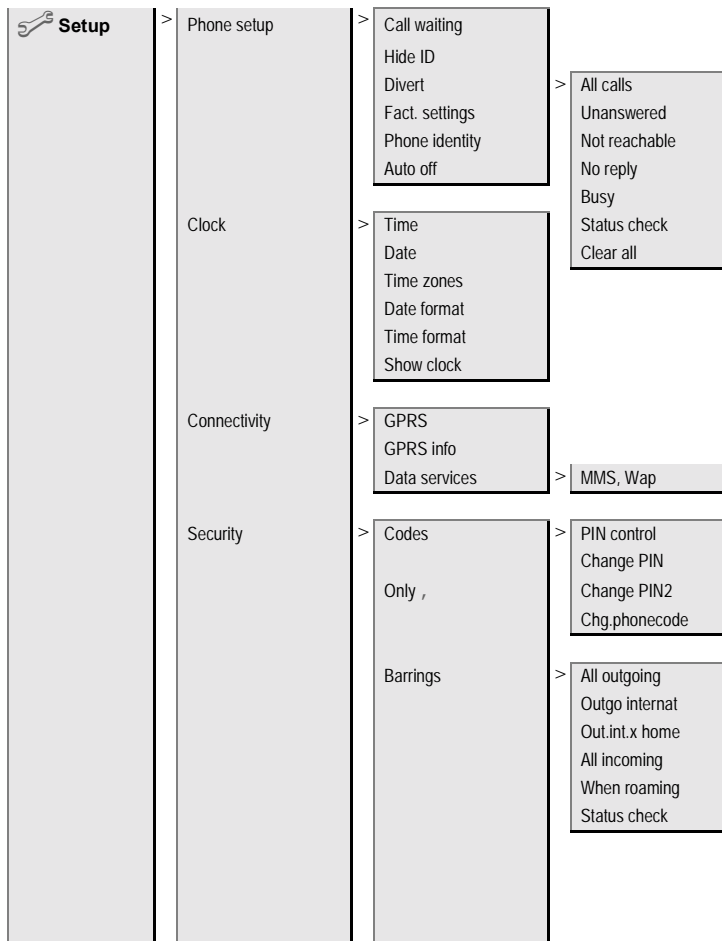 Setup
> Phone setup
> Call waiting
Hide ID
Divert
> All calls
Unanswered
Not reachable
No reply
Busy
Status check
Clear all
Fact. settings
Phone identity
Auto off
Clock
> Time
Date
Time zones
Date format
Time format
Show clock
Connectivity
> GPRS
GPRS info
Data services
> MMS, Wap
Security
> Codes
> PIN control
Change PIN
Change PIN2
Chg.phonecode
Only ,
Barrings
> All outgoing
Outgo internat
Out.int.x home
All incoming
When roaming
Status check